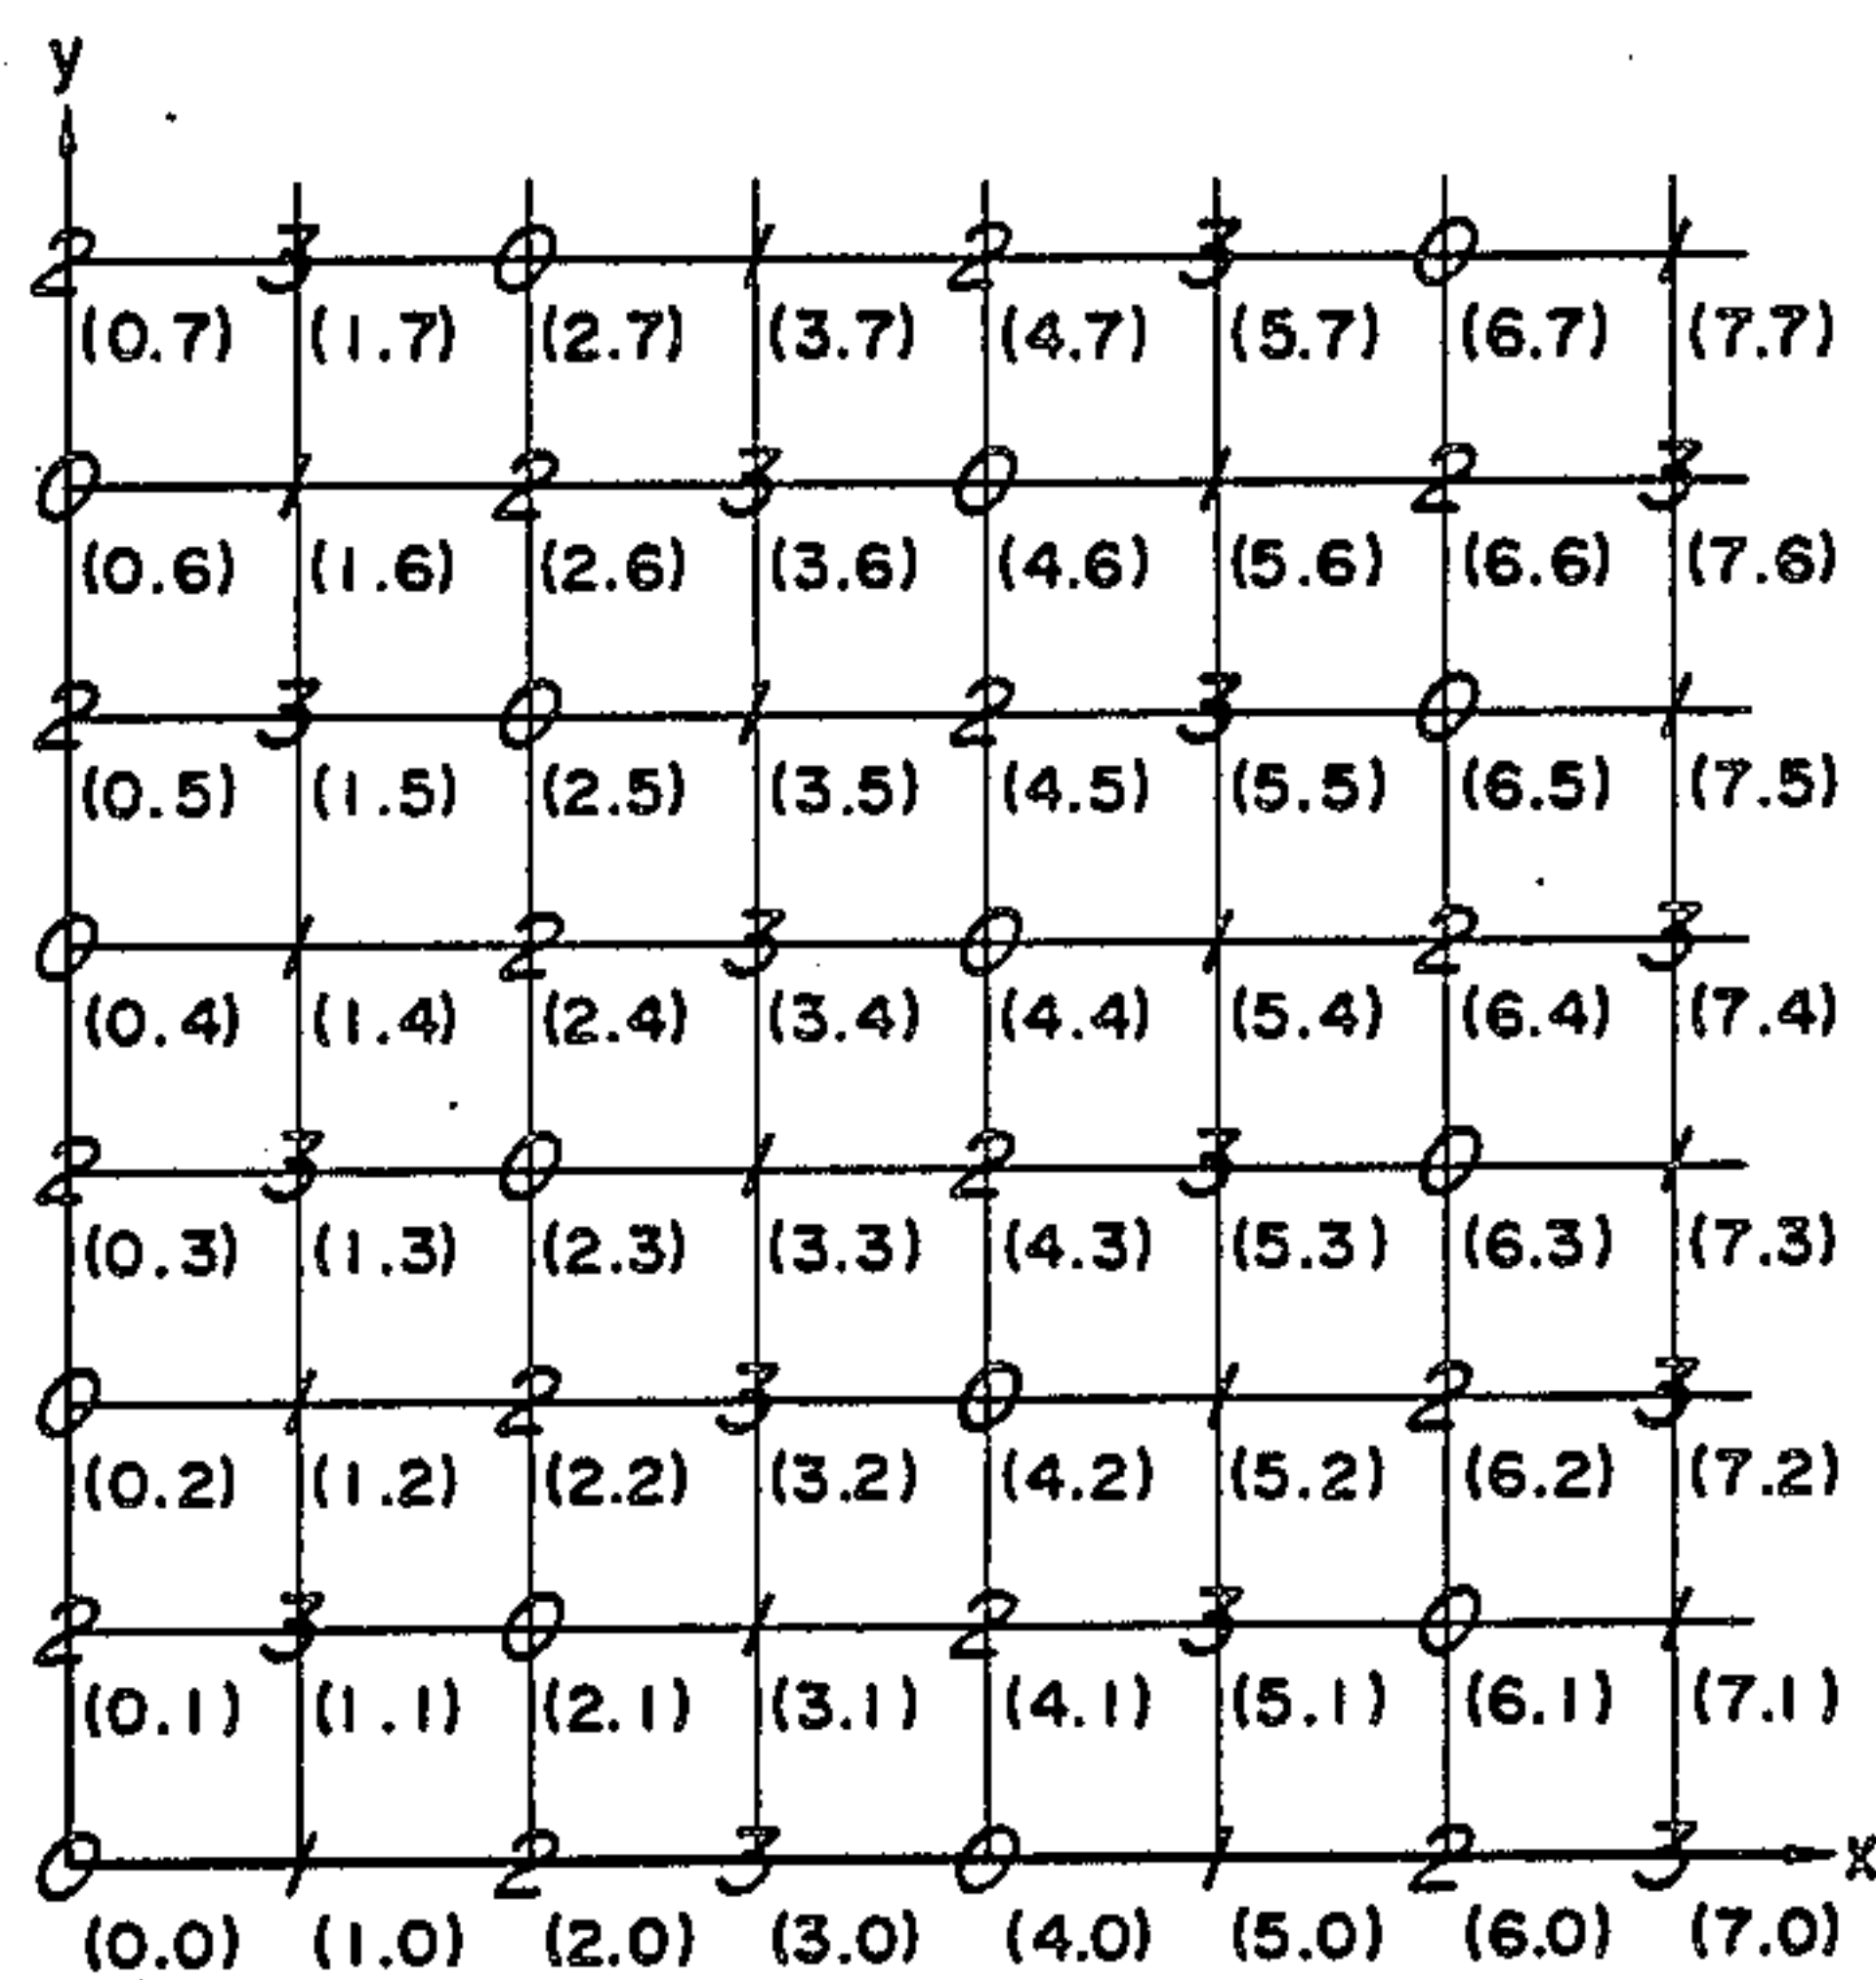 y
2 3 0 1 2 3 0 1
(0.7) (1.7) (2.7) (3.7) (4.7) (5.7) (6.7) (7.7)
0 1 2 3 0 1 2 3
(0.6) (1.6) (2.6) (3.6) (4.6) (5.6) (6.6) (7.6)
2 3 0 1 2 3 0 1
(0.5) (1.5) (2.5) (3.5) (4.5) (5.5) (6.5) (7.5)
0 1 2 3 0 1 2 3
(0.4) (1.4) (2.4) (3.4) (4.4) (5.4) (6.4) (7.4)
2 3 0 1 2 3 0 1
(0.3) (1.3) (2.3) (3.3) (4.3) (5.3) (6.3) (7.3)
0 1 2 3 0 1 2 3
(0.2) (1.2) (2.2) (3.2) (4.2) (5.2) (6.2) (7.2)
2 3 0 1 2 3 0 1
(0.1) (1.1) (2.1) (3.1) (4.1) (5.1) (6.1) (7.1)
0 1 2 3 0 1 2 3 x
(0.0) (1.0) (2.0) (3.0) (4.0) (5.0) (6.0) (7.0)